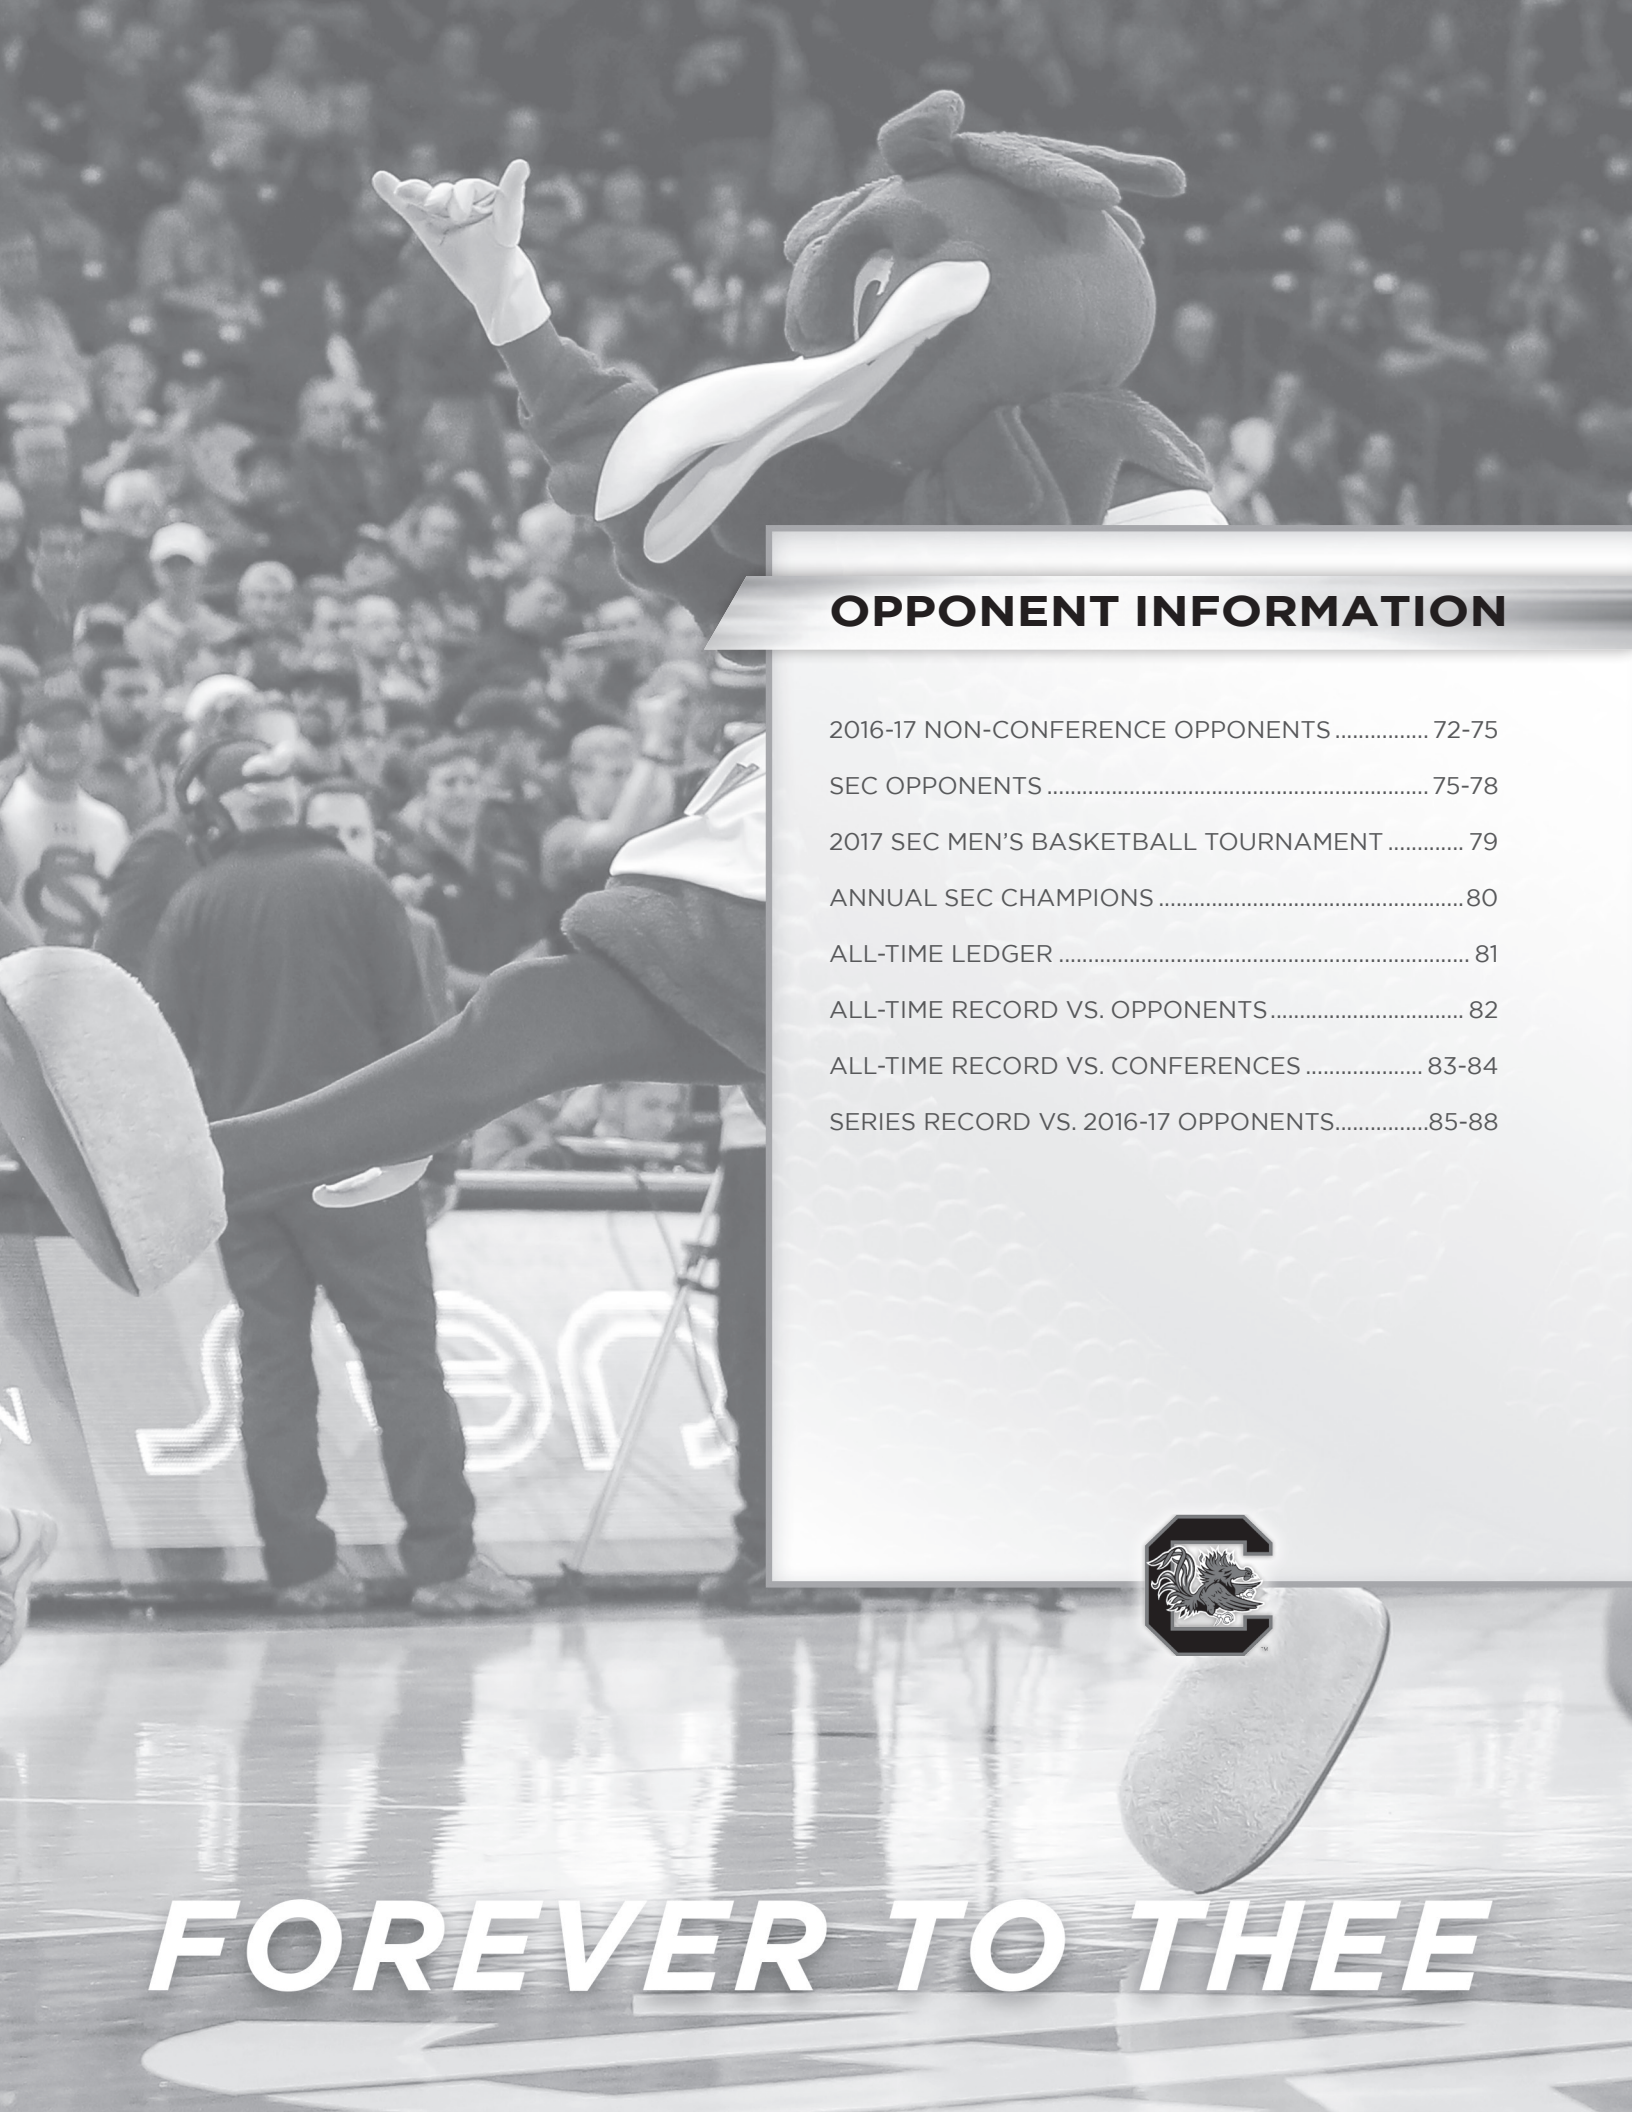 OPPONENT INFORMATION
2016-17 NON-CONFERENCE OPPONENTS................ 72-75
SEC OPPONENTS ................................................................. 75-78
2017 SEC MEN’S BASKETBALL TOURNAMENT ............. 79
ANNUAL SEC CHAMPIONS ....................................................80
ALL-TIME LEDGER ...................................................................... 81
ALL-TIME RECORD VS. OPPONENTS................................. 82
ALL-TIME RECORD VS. CONFERENCES .................... 83-84
SERIES RECORD VS. 2016-17 OPPONENTS................85-88
FOREVER TO THEE